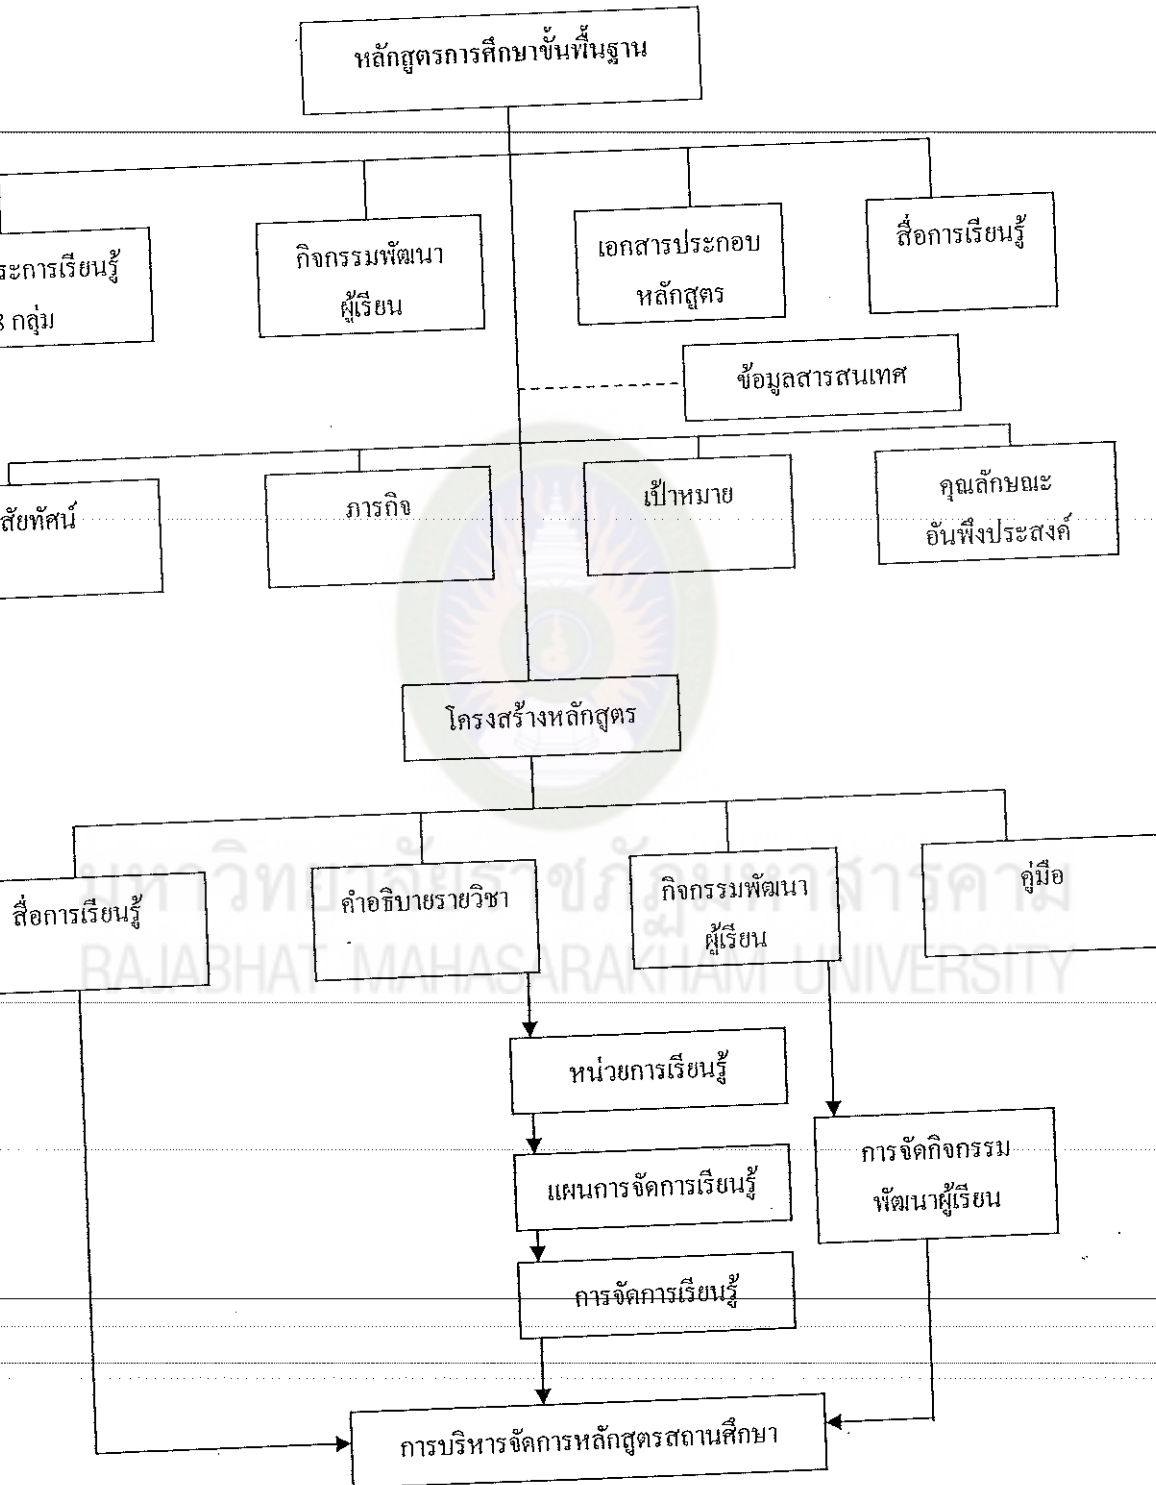 หลักสูตรการศึกษาขั้นพื้นฐาน
ระการเรียนรู้
8 กลุ่ม
กิจกรรมพัฒนา
ผู้เรียน
เอกสารประกอบ
หลักสูตร
สื่อการเรียนรู้
ข้อมูลสารสนเทศ
สัยทัศน์
ภารกิจ
เป้าหมาย
คุณลักษณะ
อันพึงประสงค์
โครงสร้างหลักสูตร
สื่อการเรียนรู้
คำอธิบายรายวิชา
กิจกรรมพัฒนา
ผู้เรียน
คู่มือ
มหาวิทยาลัยราชภัฏมหาสารคาม
RAJABHAT MAHASARAKHAM UNIVERSITY
หน่วยการเรียนรู้
แผนการจัดการเรียนรู้
การจัดกิจกรรม
พัฒนาผู้เรียน
การจัดการเรียนรู้
การบริหารจัดการหลักสูตรสถานศึกษา